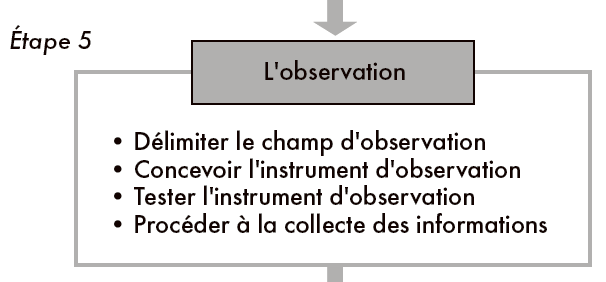 Étape 5
L'observation
• Délimiter le champ d'observation
• Concevoir l'instrument d'observation
• Tester l'instrument d'observation
• Procéder à la collecte des informations